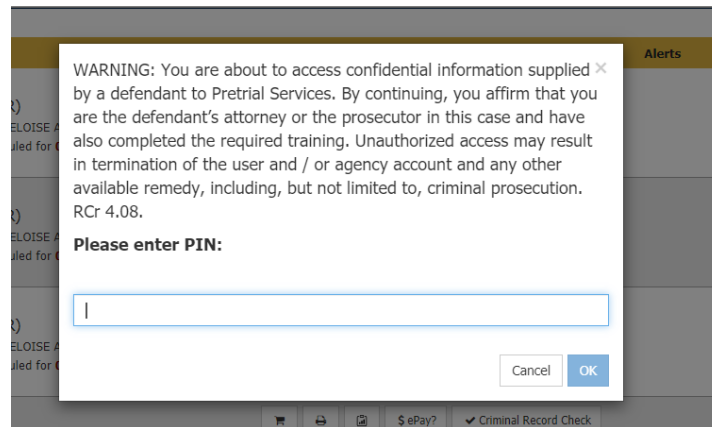 Alerts
WARNING: You are about to access confidential information supplied ×
by a defendant to Pretrial Services. By continuing, you affirm that you
are the defendant's attorney or the prosecutor in this case and have
also completed the required training. Unauthorized access may result
in termination of the user and / or agency account and any other
available remedy, including, but not limited to, criminal prosecution.
RCr 4.08.
Please enter PIN:
Cancel OK
R)
ELOISE A
uled for 0
R)
ELOISE A
uled for 0
R)
ELOISE A
uled for 0
$ ePay? ✔ Criminal Record Check